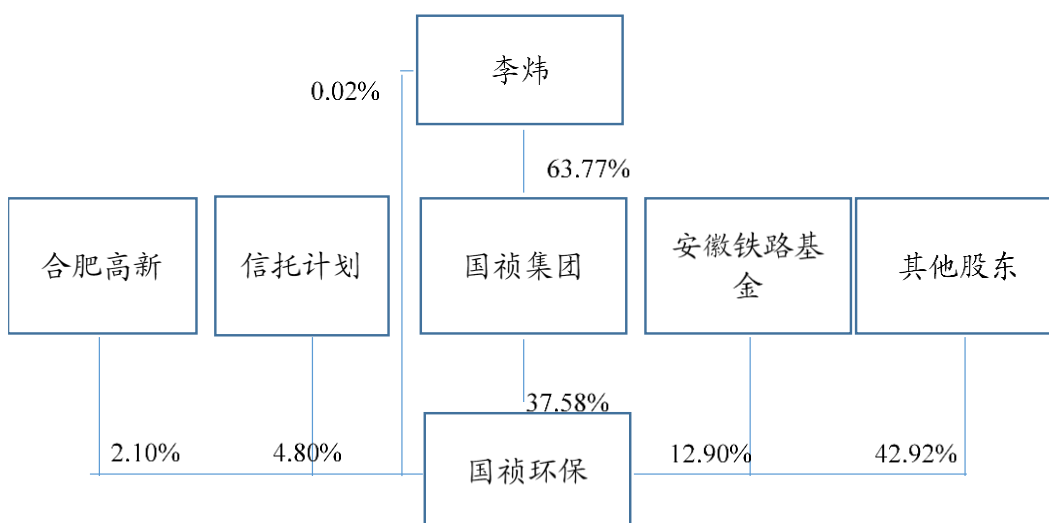 李炜
0.02%
63.77%
合肥高新
信托计划
国祯集团
安徽铁路基
金
其他股东
37.58%
2.10%
4.80%
国祯环保
12.90%
42.92%